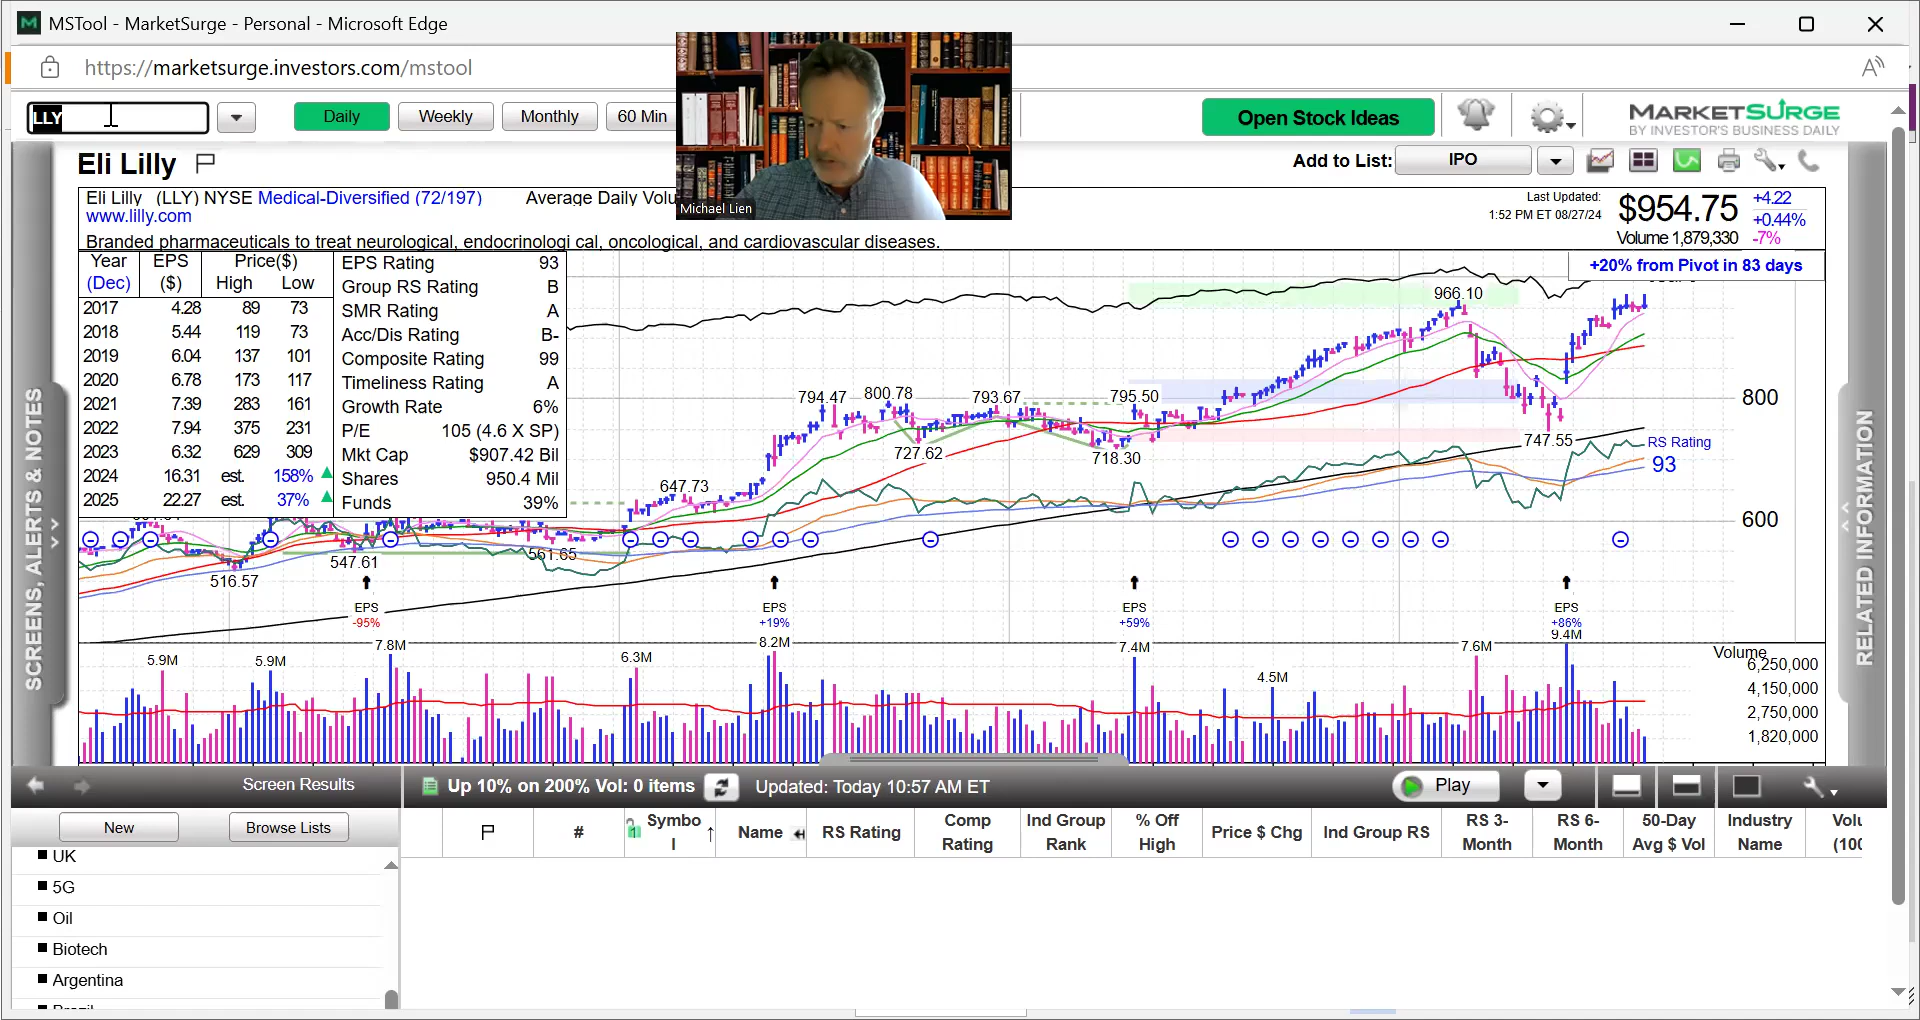 MSTool - MarketSurge - Personal - Microsoft Edge
https://marketsurge.investors.com/mstool
LLY
Daily
Weekly
Monthly
60 Min
Michael Lien
Open Stock Ideas
MARKETSURGE
BY INVESTOR'S BUSINESS DAILY
Eli Lilly
Add to List:
IPO
Eli Lilly (LLY) NYSE Medical-Diversified (72/197) Average Daily Volu
www.lilly.com
Branded pharmaceuticals to treat neurological, endocrinologi cal, oncological, and cardiovascular diseases.
Last Updated:
1:52 PM ET 08/27/24
$954.75
+4.22
+0.44%
Volume 1,879,330
-7%
+20% from Pivot in 83 days
Year EPS Price($)
(Dec) ($) High Low
2017 4.28 89 73
2018 5.44 119 73
2019 6.04 137 101
2020 6.78 173 117
2021 7.39 283 161
2022 7.94 375 231
2023 6.32 629 309
2024 16.31 est. 158%
2025 22.27 est. 37%
EPS Rating 93
Group RS Rating B
SMR Rating A
Acc/Dis Rating B-
Composite Rating 99
Timeliness Rating A
Growth Rate 6%
P/E 105 (4.6 X SP)
Mkt Cap $907.42 Bil
Shares 950.4 Mil
Funds 39%
966.10
794.47
800.78
793.67
795.50
800
727.62
718.30
747.55
RS Rating
93
647.73
600
561.65
547.61
516.57
EPS
-95%
EPS
+19%
EPS
+59%
EPS
+86%
5.9M
5.9M
7.8M
6.3M
8.2M
7.4M
4.5M
7.6M
9.4M
Volume
6,250,000
4,150,000
2,750,000
1,820,000
SCREENS, ALERTS & NOTES
RELATED INFORMATION
Screen Results
Up 10% on 200% Vol: 0 items
Updated: Today 10:57 AM ET
Play
New
Browse Lists
UK
5G
Oil
Biotech
Argentina
#
Symbo
l
Name
RS Rating
Comp
Rating
Ind Group
Rank
% Off
High
Price $ Chg
Ind Group RS
RS 3-
Month
RS 6-
Month
50-Day
Avg $ Vol
Industry
Name
Volu
(100